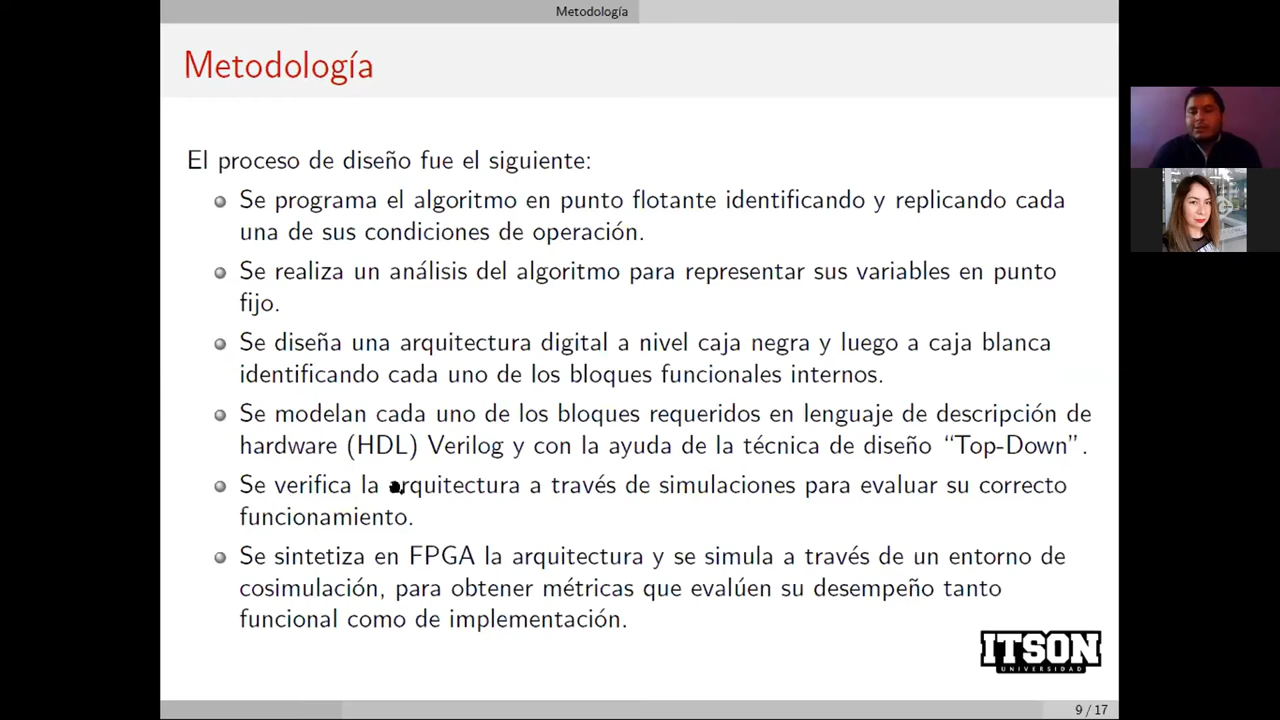 Metodología
Metodología
El proceso de diseño fue el siguiente:
Se programa el algoritmo en punto flotante identificando y replicando cada
una de sus condiciones de operación.
Se realiza un análisis del algoritmo para representar sus variables en punto
fijo.
Se diseña una arquitectura digital a nivel caja negra y luego a caja blanca
identificando cada uno de los bloques funcionales internos.
Se modelan cada uno de los bloques requeridos en lenguaje de descripción de
hardware (HDL) Verilog y con la ayuda de la técnica de diseño “Top-Down”.
Se verifica la arquitectura a través de simulaciones para evaluar su correcto
funcionamiento.
Se sintetiza en FPGA la arquitectura y se simula a través de un entorno de
cosimulación, para obtener métricas que evalúen su desempeño tanto
funcional como de implementación.
ITSON
UNIVERSIDAD
9 / 17